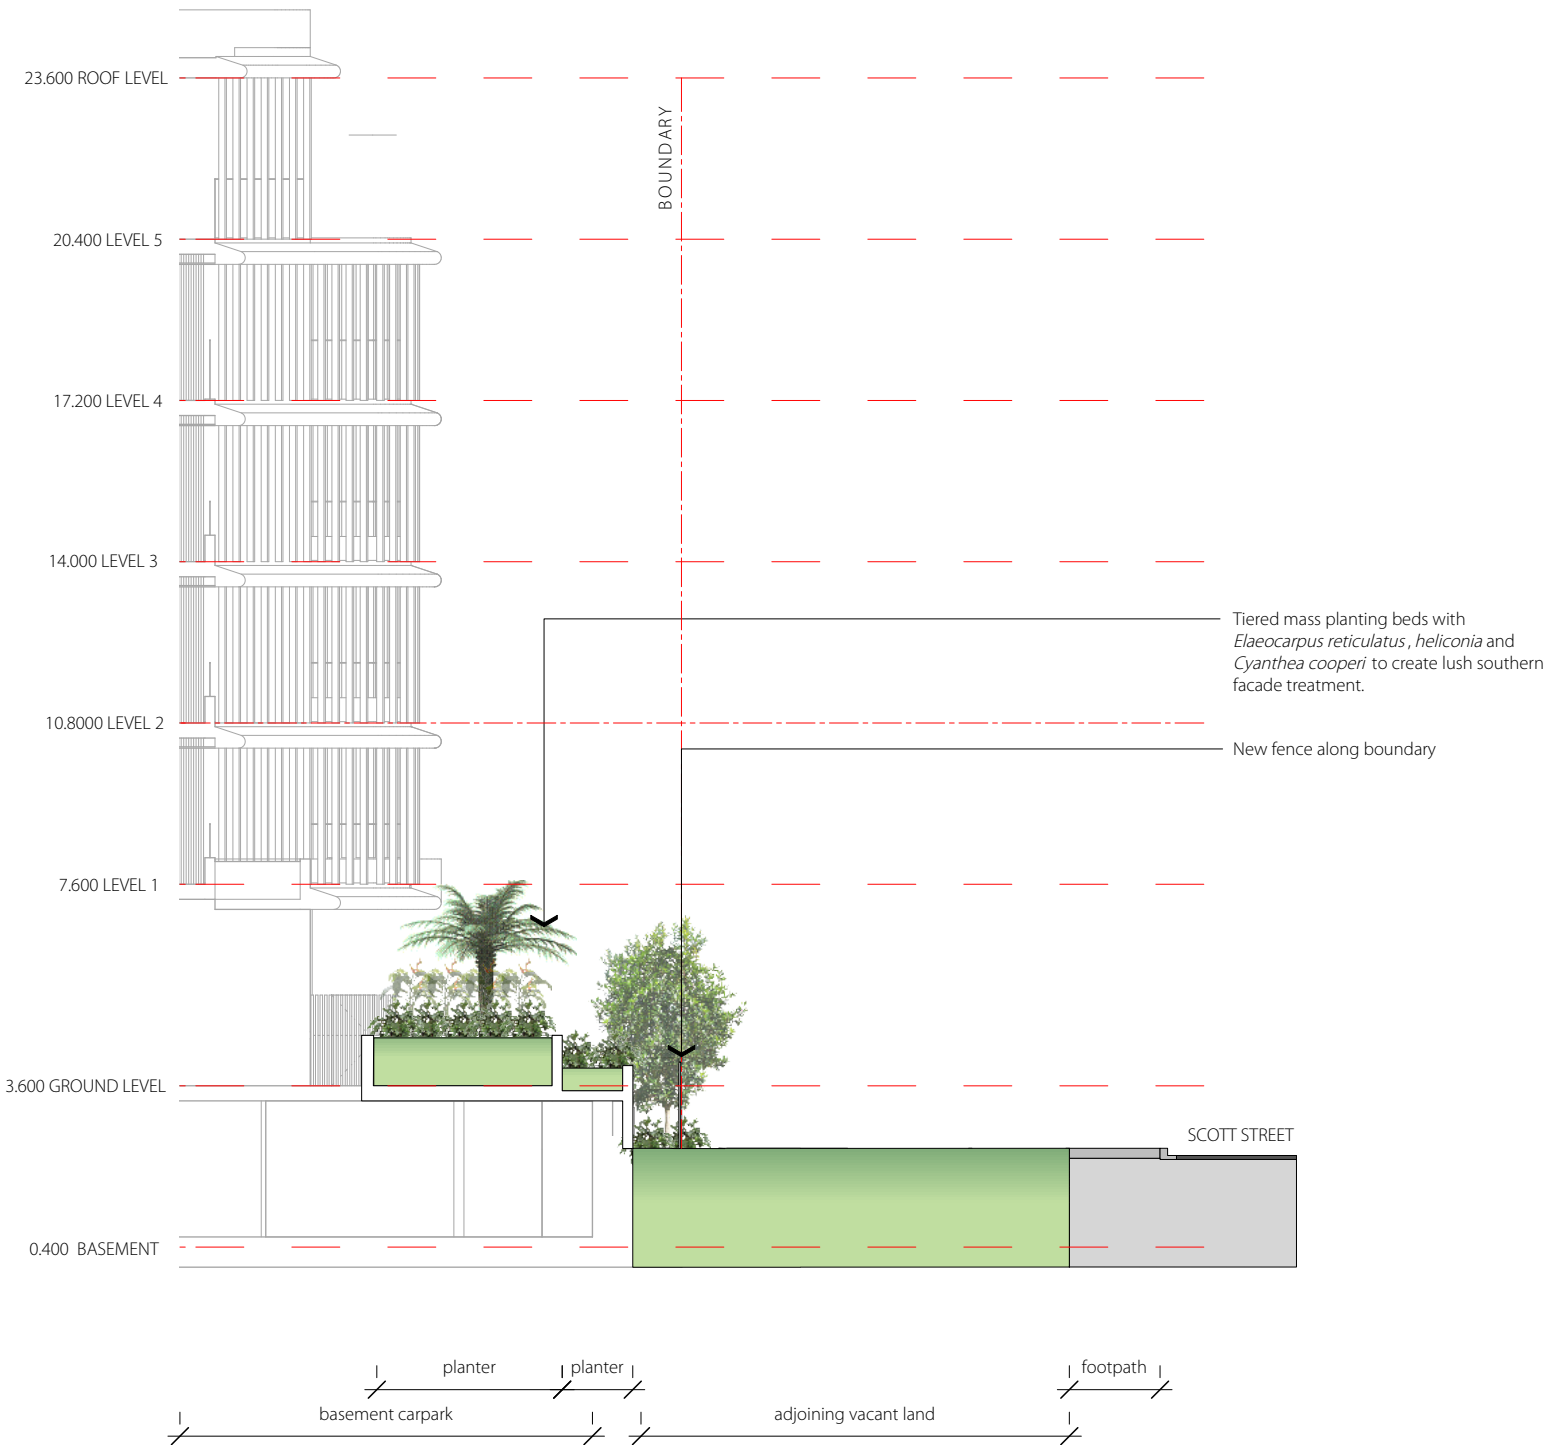 23.600 ROOF LEVEL
BOUNDARY
20.400 LEVEL 5
17.200 LEVEL 4
14.000 LEVEL 3
Tiered mass planting beds with
Elaeocarpus reticulatus, heliconia and
Cyanthea cooperi to create lush southern
facade treatment.
10.8000 LEVEL 2
New fence along boundary
7.600 LEVEL 1
3.600 GROUND LEVEL
SCOTT STREET
0.400 BASEMENT
planter
planter
footpath
basement carpark
adjoining vacant land